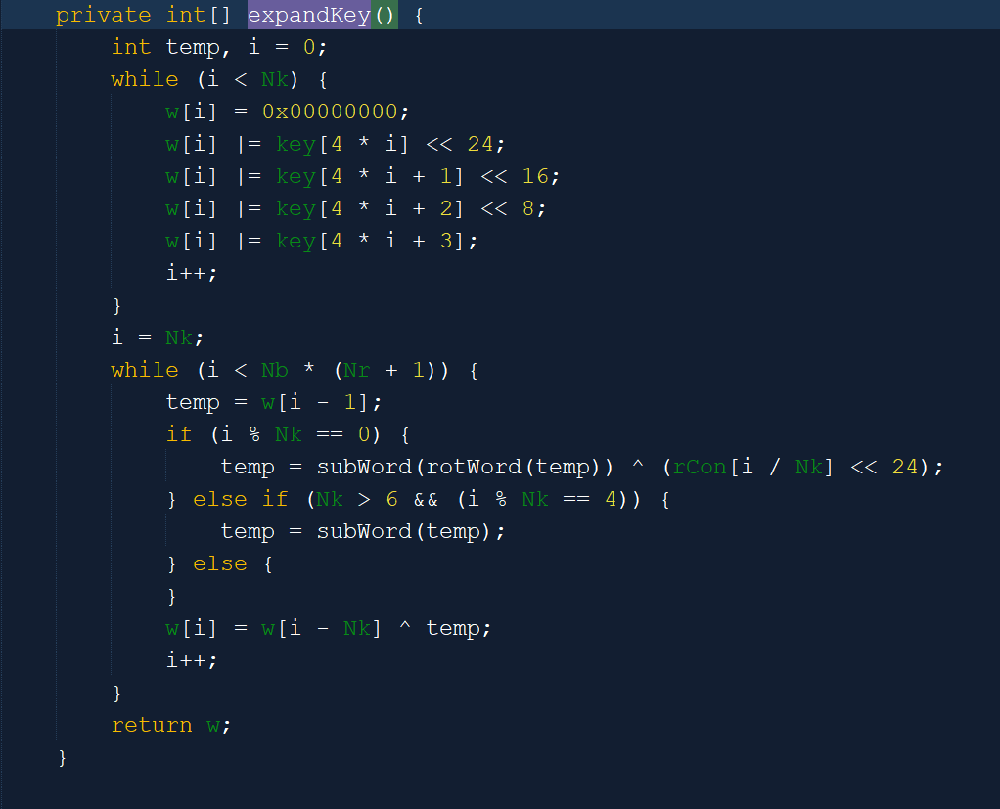 private int[] expandKey() {
int temp, i = 0;
while (i < Nk) {
w[i] = 0x00000000;
w[i] |= key[4 * i] << 24;
w[i] |= key[4 * i + 1] << 16;
w[i] |= key[4 * i + 2] << 8;
w[i] |= key[4 * i + 3];
i++;
}
i = Nk;
while (i < Nb * (Nr + 1)) {
temp = w[i - 1];
if (i % Nk == 0) {
temp = subWord(rotWord(temp)) ^ (rCon[i / Nk] << 24);
} else if (Nk > 6 && (i % Nk == 4)) {
temp = subWord(temp);
} else {
}
w[i] = w[i - Nk] ^ temp;
i++;
}
return w;
}